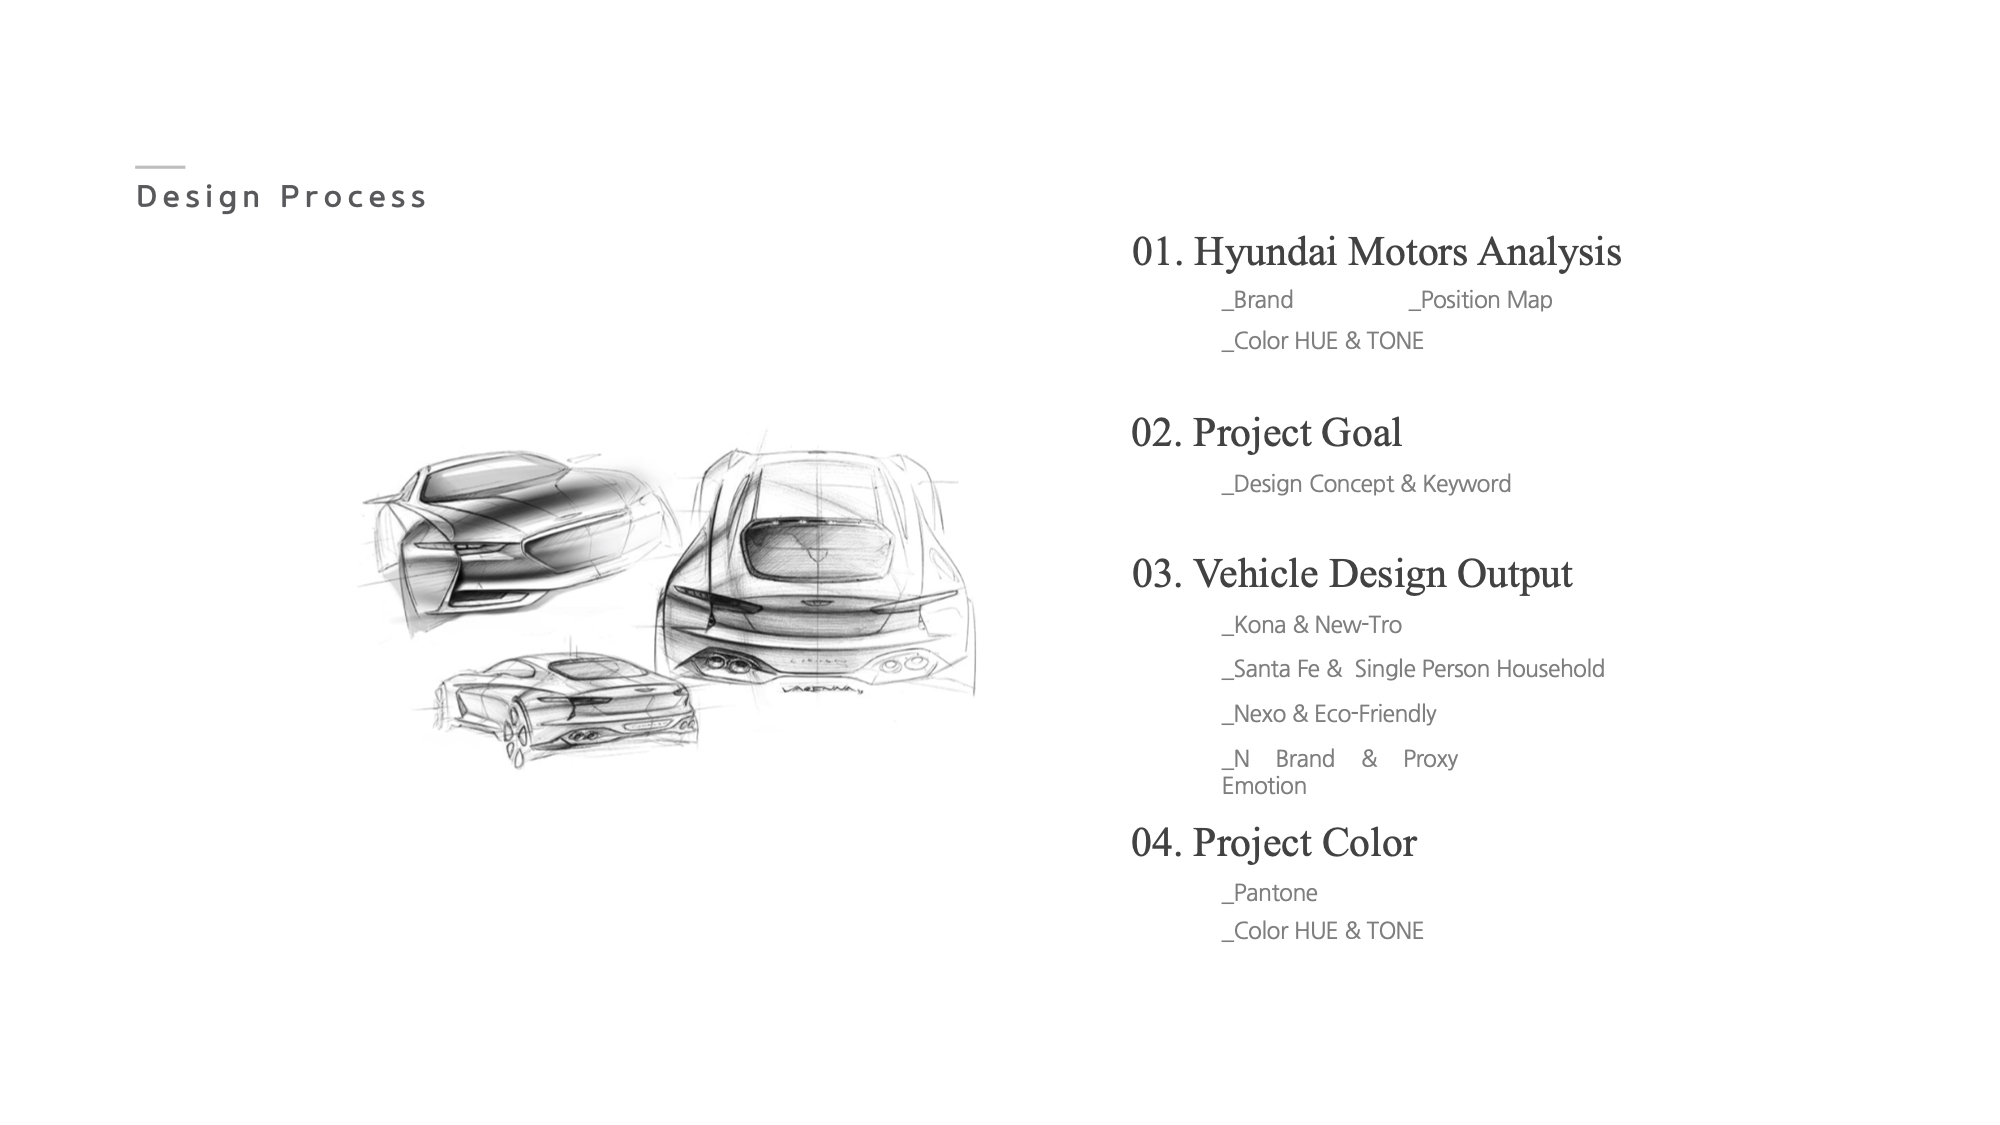 Design Process
01. Hyundai Motors Analysis
_Brand _Position Map
_Color HUE & TONE
02. Project Goal
_Design Concept & Keyword
03. Vehicle Design Output
_Kona & New-Tro
_Santa Fe & Single Person Household
_Nexo & Eco-Friendly
_N Brand & Proxy
Emotion
04. Project Color
_Pantone
_Color HUE & TONE